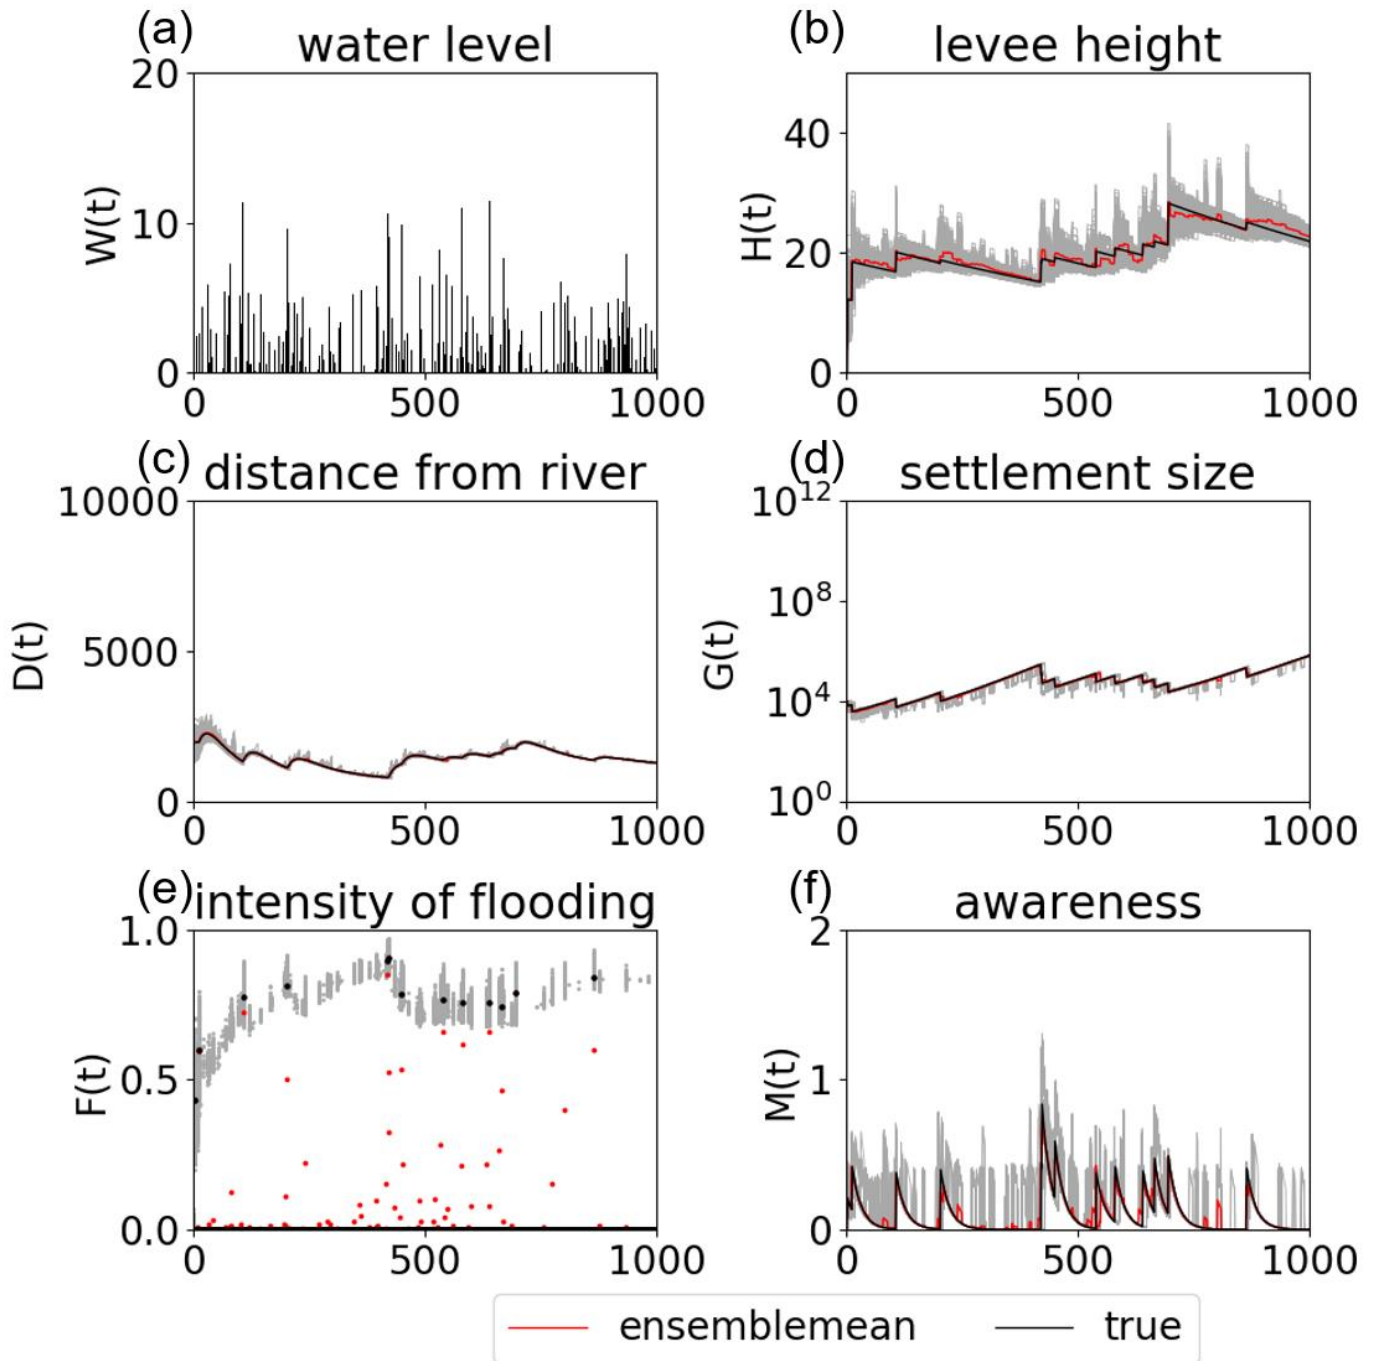 (a) water level
20
W(t)
10
0
0 500 1000
(b) levee height
40
H(t)
20
0
0 500 1000
(c) distance from river
10000
D(t)
5000
0
0 500 1000
(d) settlement size
10^12
10^8
G(t)
10^4
10^0
0 500 1000
(e) intensity of flooding
1.0
F(t)
0.5
0.0
0 500 1000
(f) awareness
2
M(t)
1
0
0 500 1000
ensemblemean true